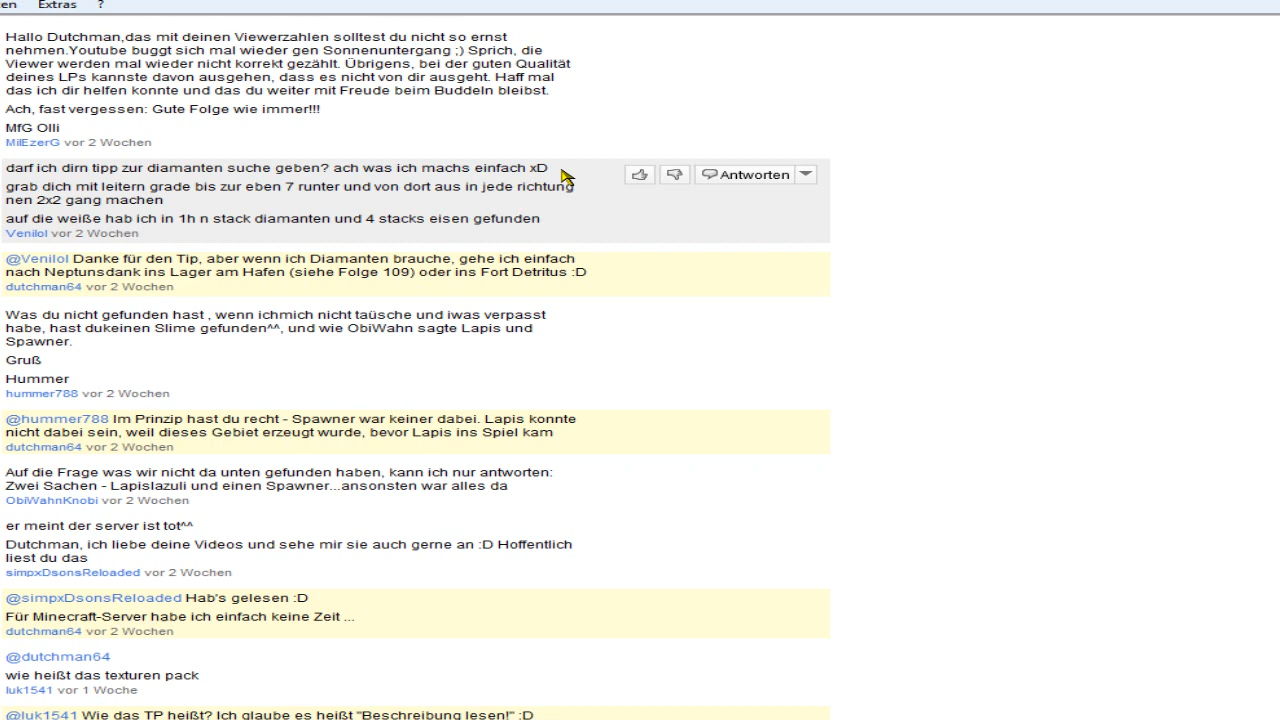 en Extras ?
Hallo Dutchman,das mit deinen Viewerzahlen solltest du nicht so ernst
nehmen.Youtube buggt sich mal wieder gen Sonnenuntergang ;) Sprich, die
Viewer werden mal wieder nicht korrekt gezählt. Übrigens, bei der guten Qualität
deines LPs kannste davon ausgehen, dass es nicht von dir ausgeht. Haff mal
das ich dir helfen konnte und das du weiter mit Freude beim Buddeln bleibst.
Ach, fast vergessen: Gute Folge wie immer!!!
MfG Olli
MilEzerG vor 2 Wochen
darf ich dirn tipp zur diamanten suche geben? ach was ich machs einfach xD
Antworten
grab dich mit leitern grade bis zur eben 7 runter und von dort aus in jede richtung
nen 2x2 gang machen
auf die weiße hab ich in 1h n stack diamanten und 4 stacks eisen gefunden
Venilol vor 2 Wochen
@Venilol Danke für den Tip, aber wenn ich Diamanten brauche, gehe ich einfach
nach Neptunsdank ins Lager am Hafen (siehe Folge 109) oder ins Fort Detritus :D
dutchman64 vor 2 Wochen
Was du nicht gefunden hast , wenn ichmich nicht taüsche und iwas verpasst
habe, hast dukeinen Slime gefunden^^, und wie ObiWahn sagte Lapis und
Spawner.
Gruß
Hummer
hummer788 vor 2 Wochen
@hummer788 Im Prinzip hast du recht - Spawner war keiner dabei. Lapis konnte
nicht dabei sein, weil dieses Gebiet erzeugt wurde, bevor Lapis ins Spiel kam
dutchman64 vor 2 Wochen
Auf die Frage was wir nicht da unten gefunden haben, kann ich nur antworten:
Zwei Sachen - Lapislazuli und einen Spawner...ansonsten war alles da
ObiWahnKnobi vor 2 Wochen
er meint der server ist tot^^
Dutchman, ich liebe deine Videos und sehe mir sie auch gerne an :D Hoffentlich
liest du das
simpxDsonsReloaded vor 2 Wochen
@simpxDsonsReloaded Hab's gelesen :D
Für Minecraft-Server habe ich einfach keine Zeit ...
dutchman64 vor 2 Wochen
@dutchman64
wie heißt das texturen pack
luk1541 vor 1 Woche
@luk1541 Wie das TP heißt? Ich glaube es heißt "Beschreibung lesen!" :D